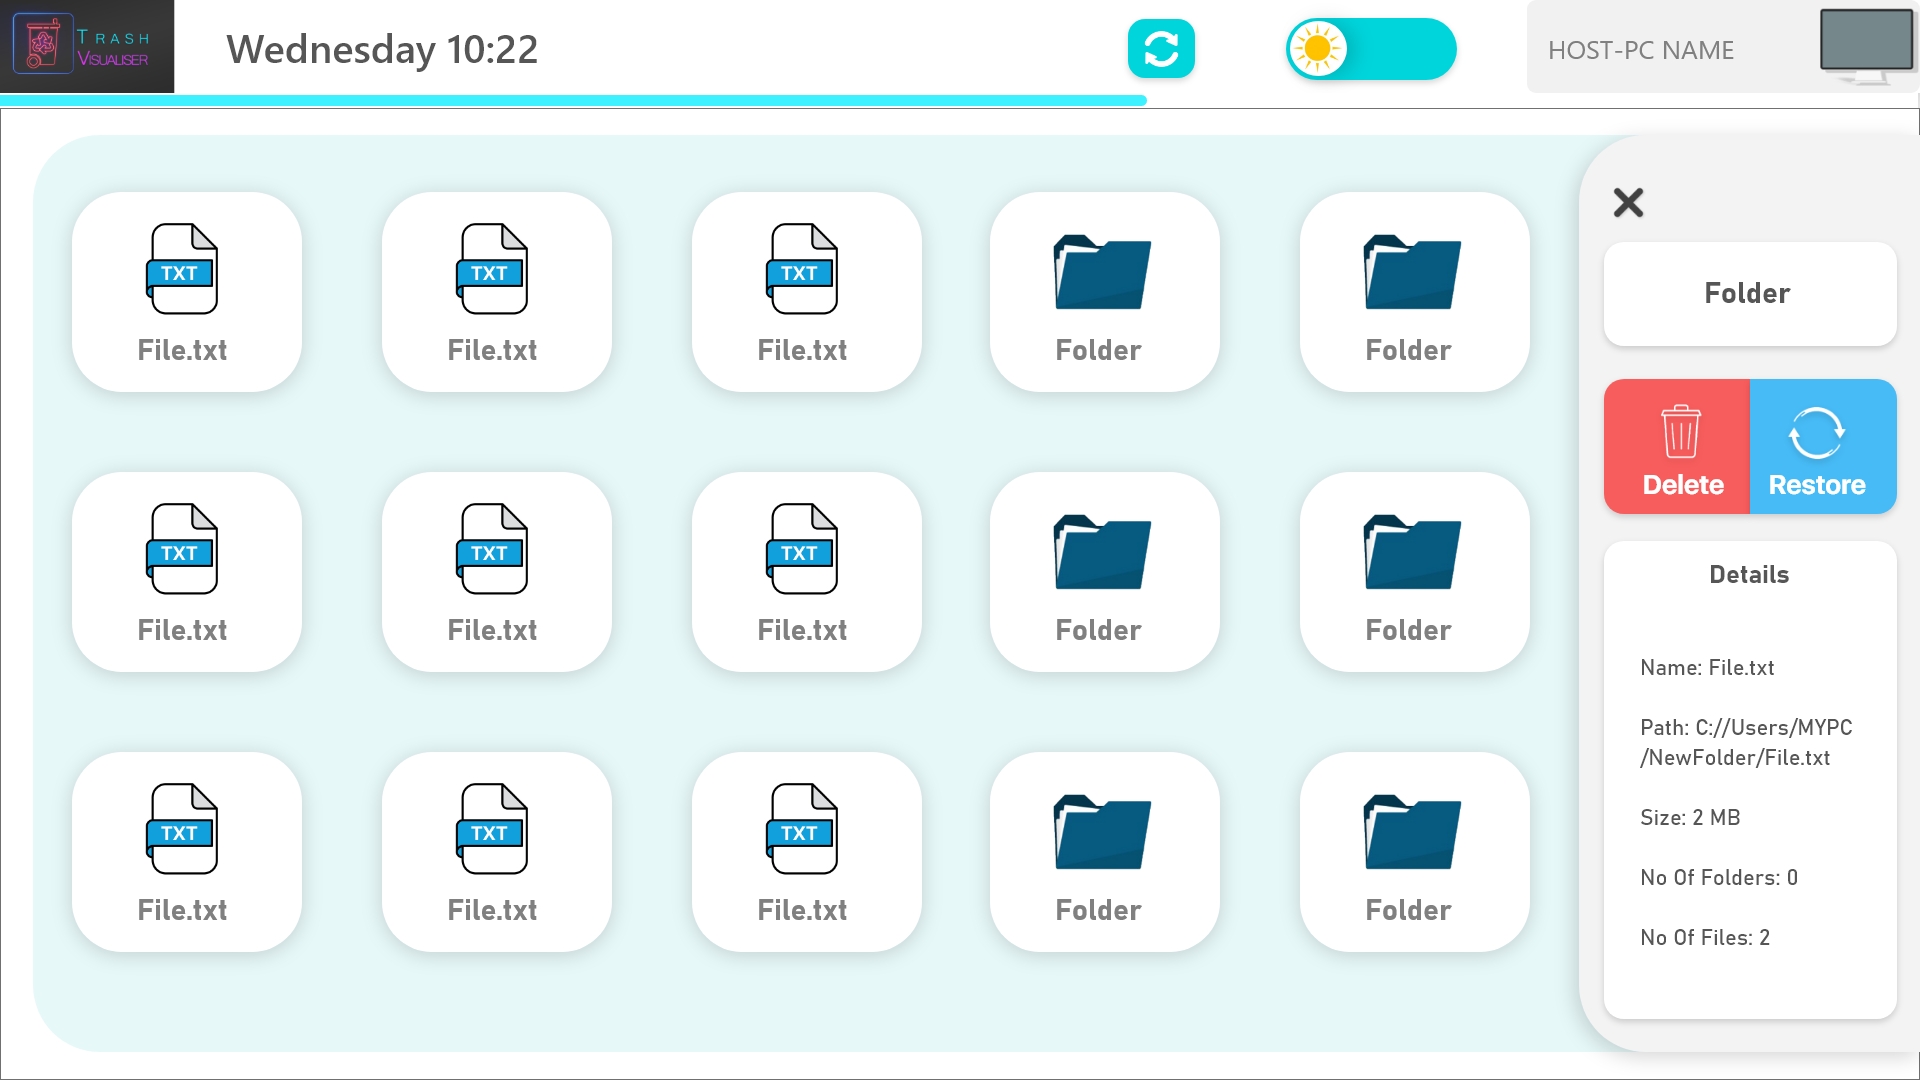 Trash
Visualiser
Wednesday 10:22
HOST-PC NAME
TXT
File.txt
TXT
File.txt
TXT
File.txt
Folder
Folder
TXT
File.txt
TXT
File.txt
TXT
File.txt
Folder
Folder
TXT
File.txt
TXT
File.txt
TXT
File.txt
Folder
Folder
Folder
Delete
Restore
Details
Name: File.txt
Path: C://Users/MYPC
/NewFolder/File.txt
Size: 2 MB
No Of Folders: 0
No Of Files: 2